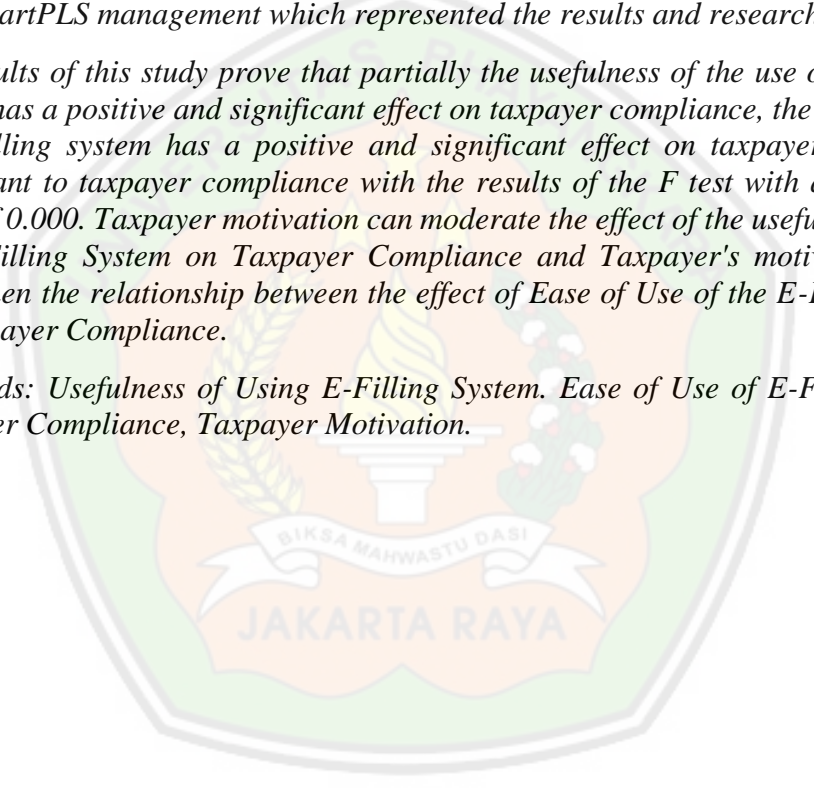 artPLS management which represented the results and research
ults of this study prove that partially the usefulness of the use o
has a positive and significant effect on taxpayer compliance, the
lling system has a positive and significant effect on taxpayer
ant to taxpayer compliance with the results of the F test with a
f 0.000. Taxpayer motivation can moderate the effect of the useful
Filling System on Taxpayer Compliance and Taxpayer's motiv
hen the relationship between the effect of Ease of Use of the E-F
ayer Compliance.
ds: Usefulness of Using E-Filling System. Ease of Use of E-F
er Compliance, Taxpayer Motivation.
BIKSA MAHWASTU DASI
JAKARTA RAYA